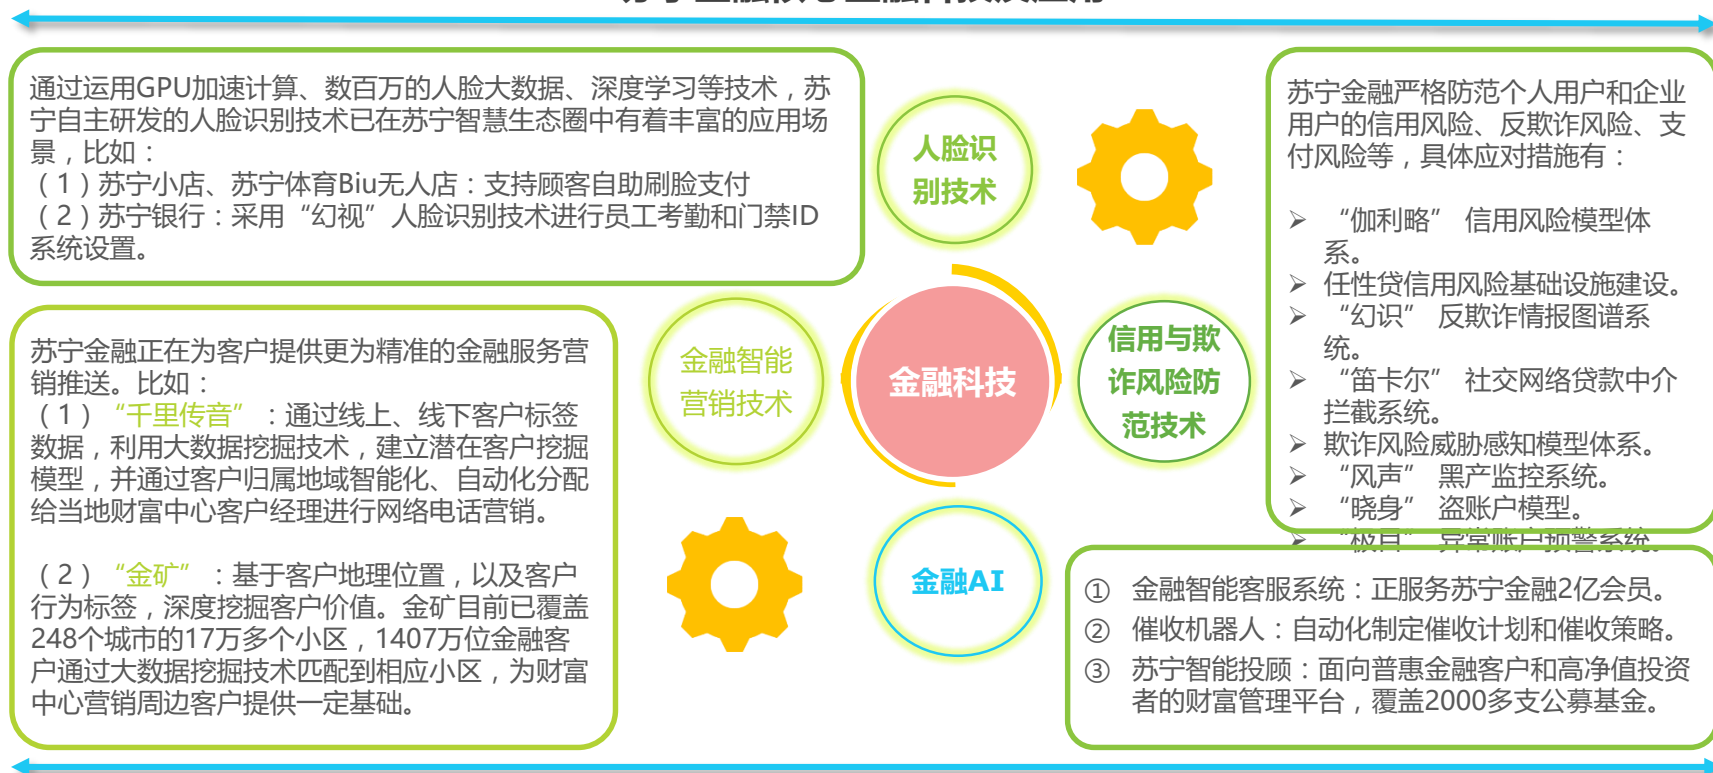 通过运用GPU加速计算、数百万的人脸大数据、深度学习等技术，苏
宁自主研发的人脸识别技术已在苏宁智慧生态圈中有着丰富的应用场
景，比如：
（1）苏宁小店、苏宁体育Biu无人店：支持顾客自助刷脸支付
（2）苏宁银行：采用“幻视”人脸识别技术进行员工考勤和门禁ID
系统设置。
人脸识
别技术
苏宁金融严格防范个人用户和企业
用户的信用风险、反欺诈风险、支
付风险等，具体应对措施有：
➢ “伽利略” 信用风险模型体
系。
➢ 任性贷信用风险基础设施建设。
➢ “幻识” 反欺诈情报图谱系
统。
➢ “笛卡尔” 社交网络贷款中介
拦截系统。
➢ 欺诈风险威胁感知模型体系。
➢ “风声” 黑产监控系统。
➢ “晓身” 盗账户模型。
➢ “极目” 异常账户预警系统。
苏宁金融正在为客户提供更为精准的金融服务营
销推送。比如：
（1）“千里传音”：通过线上、线下客户标签
数据，利用大数据挖掘技术，建立潜在客户挖掘
模型，并通过客户归属地域智能化、自动化分配
给当地财富中心客户经理进行网络电话营销。
（2）“金矿”：基于客户地理位置，以及客户
行为标签，深度挖掘客户价值。金矿目前已覆盖
248个城市的17万多个小区，1407万位金融客
户通过大数据挖掘技术匹配到相应小区，为财富
中心营销周边客户提供一定基础。
金融智能
营销技术
金融科技
信用与欺
诈风险防
范技术
金融AI
① 金融智能客服系统：正服务苏宁金融2亿会员。
② 催收机器人：自动化制定催收计划和催收策略。
③ 苏宁智能投顾：面向普惠金融客户和高净值投资
者的财富管理平台，覆盖2000多支公募基金。